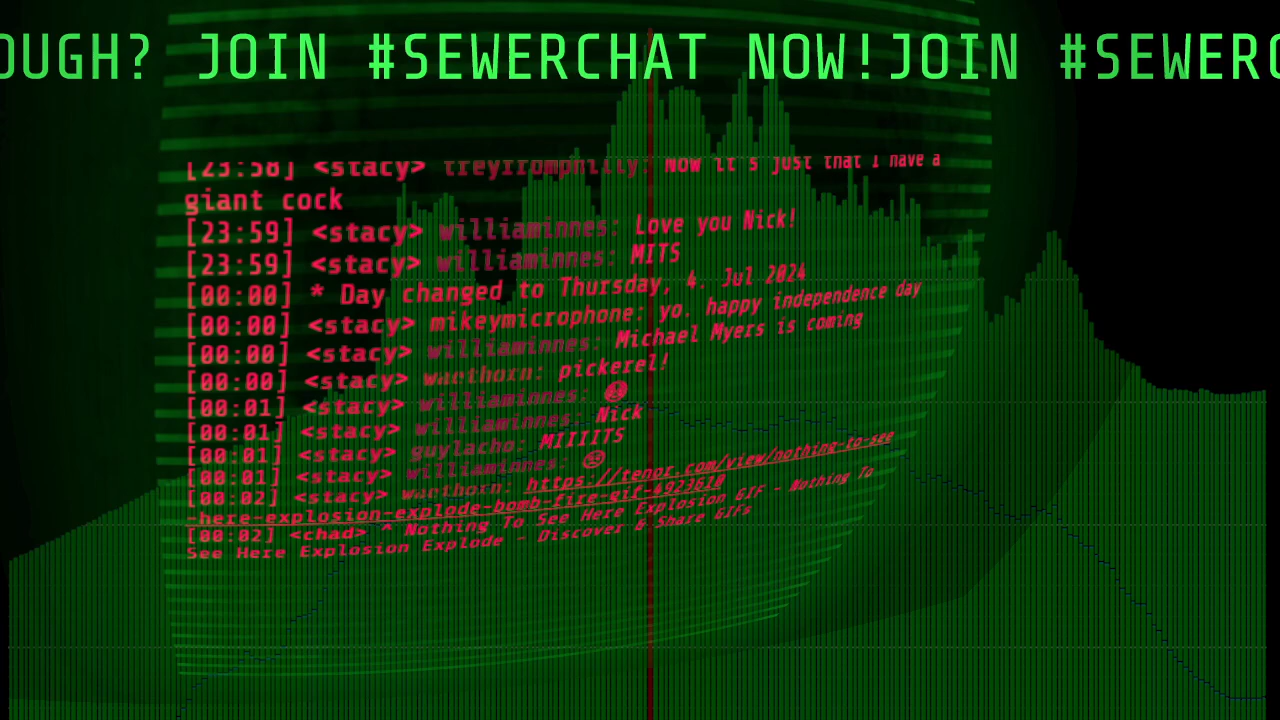 OUGH? JOIN #SEWERCHAT NOW!JOIN #SEWERC
[23:58] <stacy> treyfromphilly: Now it's just that I have a
giant cock
[23:59] <stacy> williaminnes: Love you Nick!
[23:59] <stacy> williaminnes: MITS
[00:00] * Day changed to Thursday, 4. Jul 2024
[00:00] <stacy> mikeymicrophone: yo. happy independence day
[00:00] <stacy> williaminnes: Michael Myers is coming
[00:00] <stacy> waethorn: pickerel!
[00:01] <stacy> williaminnes: 
[00:01] <stacy> williaminnes: Nick
[00:01] <stacy> guylacho: MIIIITS
[00:01] <stacy> williaminnes: 
[00:02] <stacy> waethorn: https://tenor.com/view/nothing-to-see
-here-explosion-explode-bomb-fire-gif-4923610
[00:02] <chad> ^ Nothing To See Here Explosion GIF - Nothing To
See Here Explosion Explode - Discover & Share GIFs